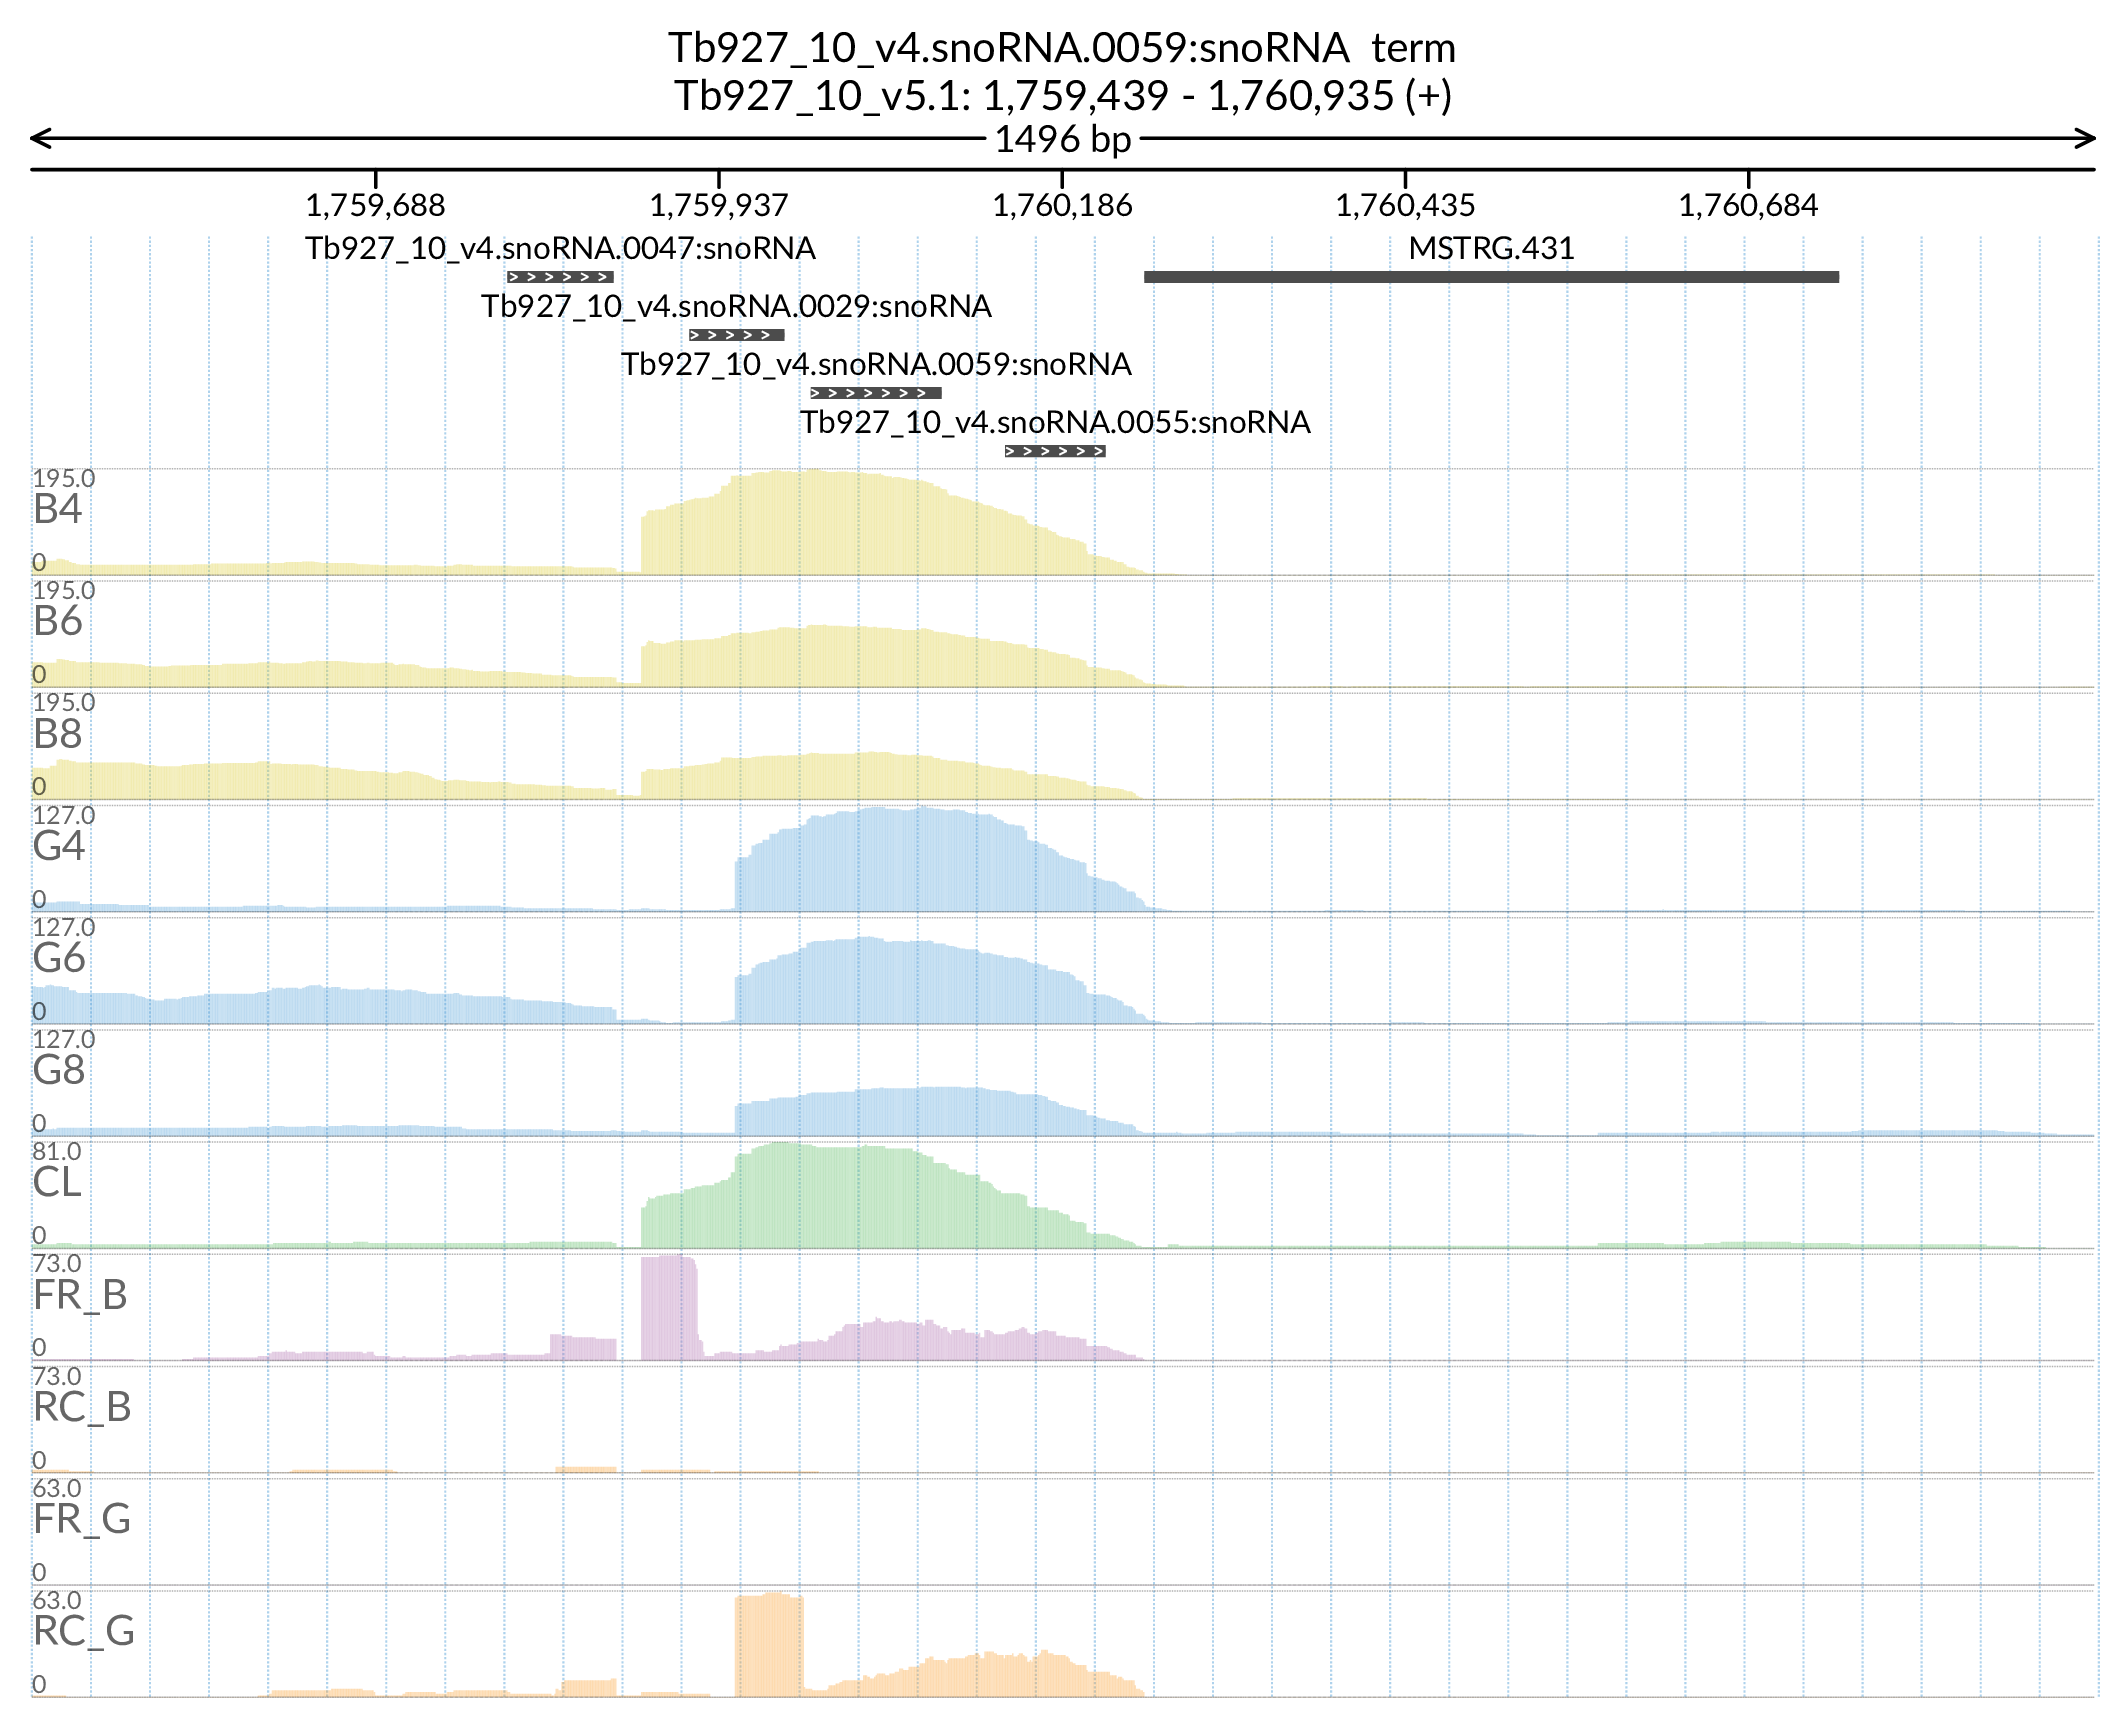 Tb927_10_v4.snoRNA.0059:snoRNA term
Tb927_10_v5.1: 1,759,439 - 1,760,935 (+)
1496 bp
1,759,688 1,759,937 1,760,186 1,760,435 1,760,684
Tb927_10_v4.snoRNA.0047:snoRNA MSTRG.431
Tb927_10_v4.snoRNA.0029:snoRNA
Tb927_10_v4.snoRNA.0059:snoRNA
Tb927_10_v4.snoRNA.0055:snoRNA
195.0
B4
0
195.0
B6
0
195.0
B8
0
127.0
G4
0
127.0
G6
0
127.0
G8
0
81.0
CL
0
73.0
FR_B
0
73.0
RC_B
0
63.0
FR_G
0
63.0
RC_G
0